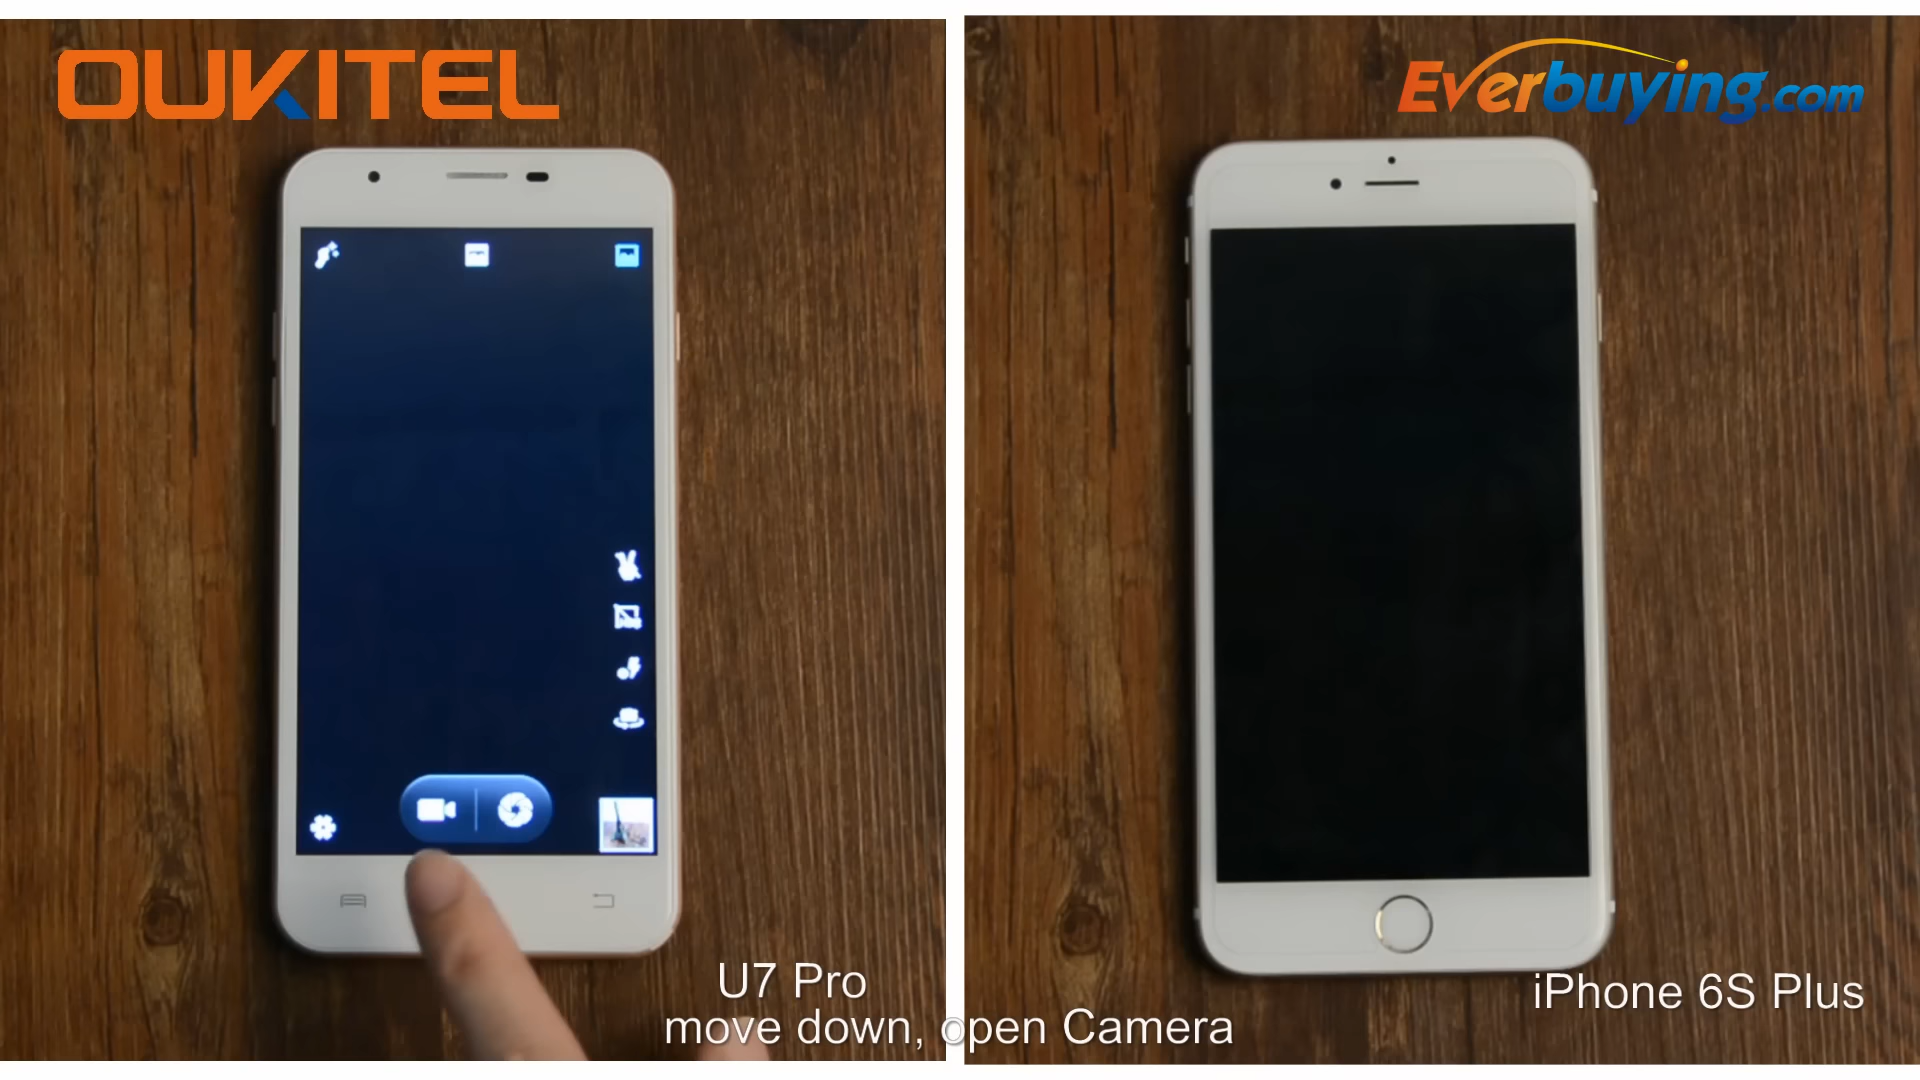 OUKITEL
Everbuying.com
U7 Pro
iPhone 6S Plus
move down, open Camera